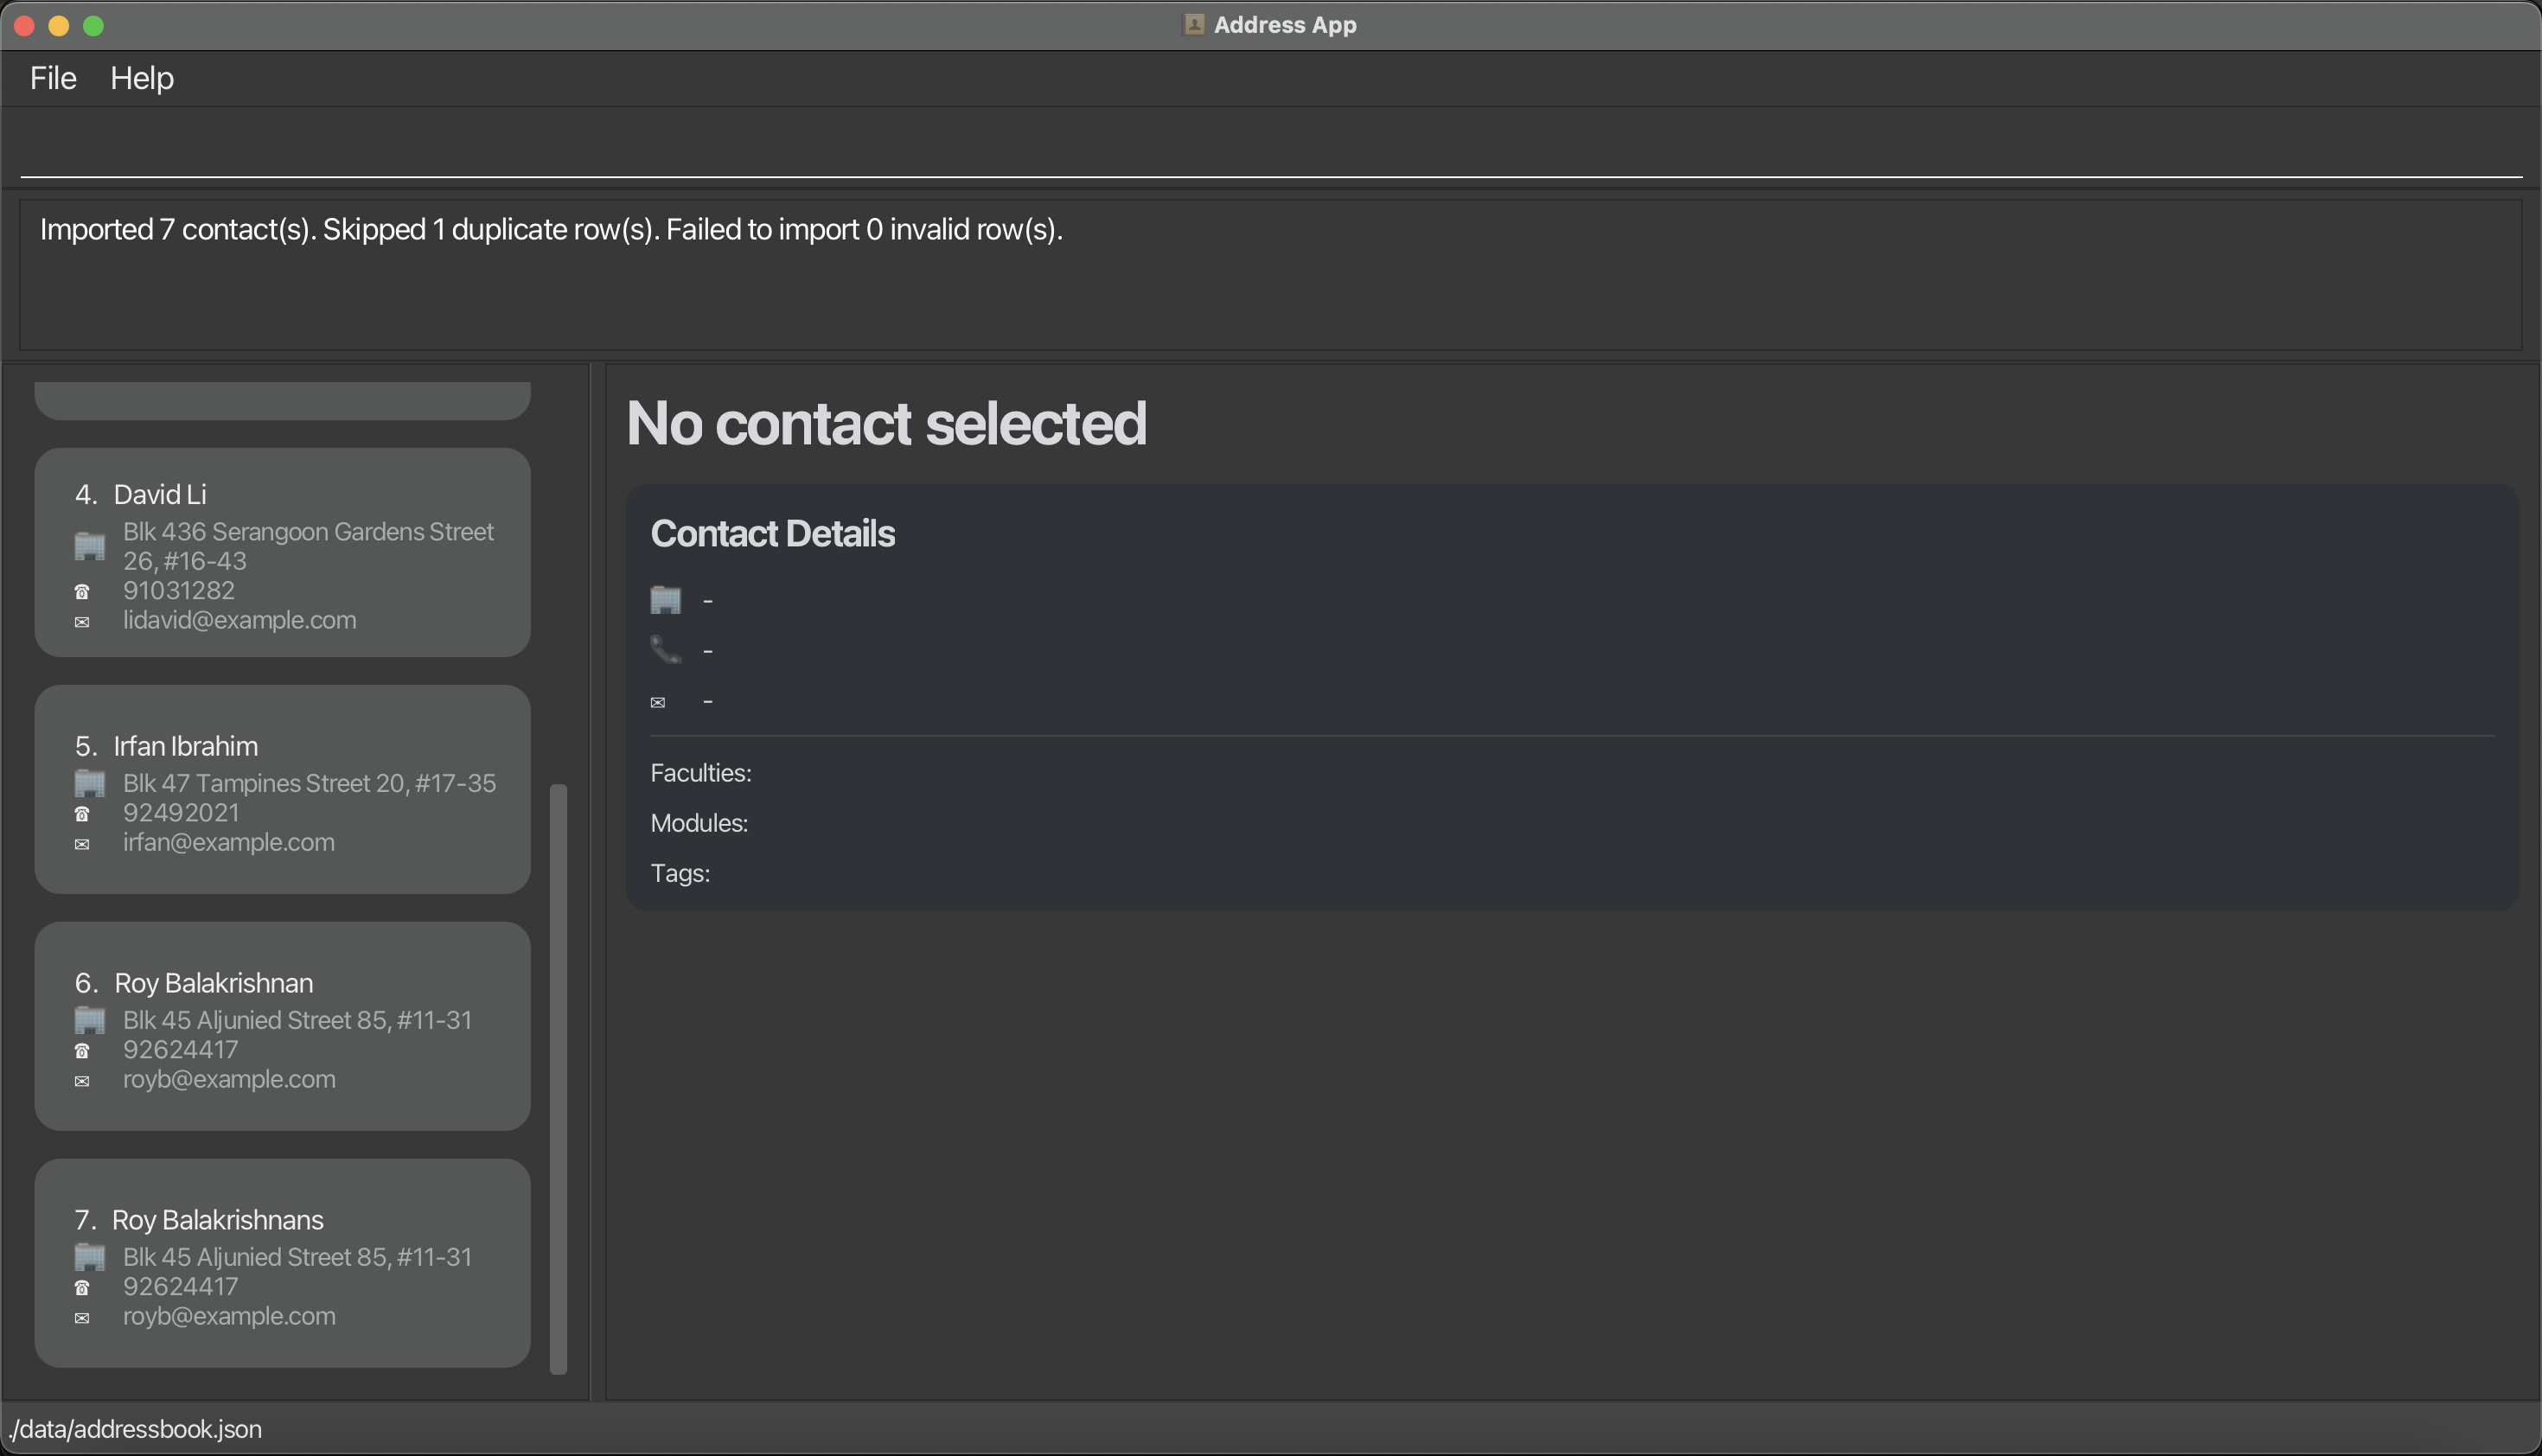 Address App
File Help
Imported 7 contact(s). Skipped 1 duplicate row(s). Failed to import 0 invalid row(s).
4. David Li
Blk 436 Serangoon Gardens Street
26, #16-43
91031282
lidavid@example.com
5. Irfan Ibrahim
Blk 47 Tampines Street 20, #17-35
92492021
irfan@example.com
6. Roy Balakrishnan
Blk 45 Aljunied Street 85, #11-31
92624417
royb@example.com
7. Roy Balakrishnans
Blk 45 Aljunied Street 85, #11-31
92624417
royb@example.com
No contact selected
Contact Details
-
-
-
Faculties:
Modules:
Tags:
./data/addressbook.json